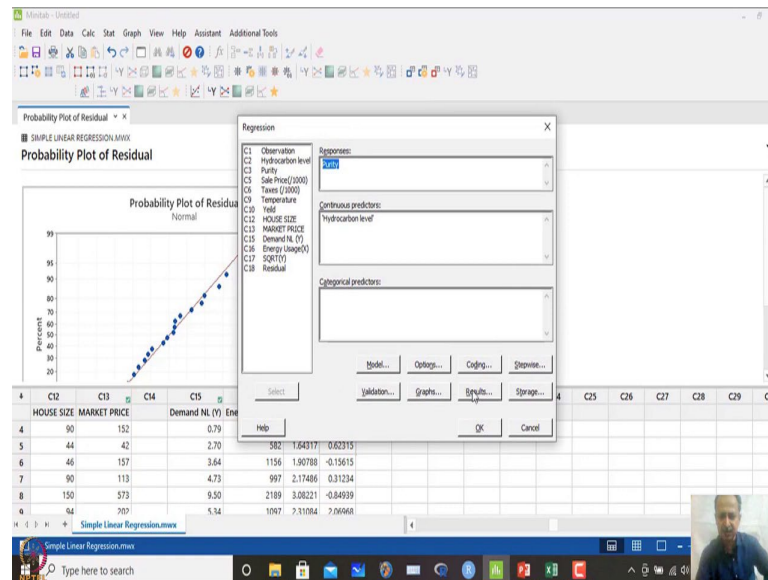 Minitab - Untitled
File Edit Data Calc Stat Graph View Help Assistant Additional Tools
Probability Plot of Residual
SIMPLE LINEAR REGRESSION.MWX
Probability Plot of Residual
Probability Plot of Residua
Normal
Percent
99
95
90
80
70
60
50
40
30
20
Regression
C1 Observation
C2 Hydrocarbon level
C3 Purity
C5 Sale Price(/1000)
C6 Taxes (/1000)
C9 Temperature
C10 Yeild
C12 HOUSE SIZE
C13 MARKET PRICE
C15 Demand NL (Y)
C16 Energy Usage(X)
C17 SQRT(Y)
C18 Residual
Responses:
Purity
Continuous predictors:
'Hydrocarbon level'
Categorical predictors:
Model... Options... Coding... Stepwise...
Select Validation... Graphs... Results... Storage...
Help OK Cancel
C12 C13 C14 C15 4 C25 C26 C27 C28 C29
HOUSE SIZE MARKET PRICE Demand NL (Y) Ene
4 90 152 0.79
5 44 42 2.70 582 1.64317 0.62315
6 46 157 3.64 1156 1.90788 -0.15615
7 90 113 4.73 997 2.17486 0.31234
8 150 573 9.50 2189 3.08221 -0.84939
9 94 202 5.34 1097 2.31084 2.06968
Simple Linear Regression.mwx
Simple Linear Regression.mwx
Type here to search
NPTEL